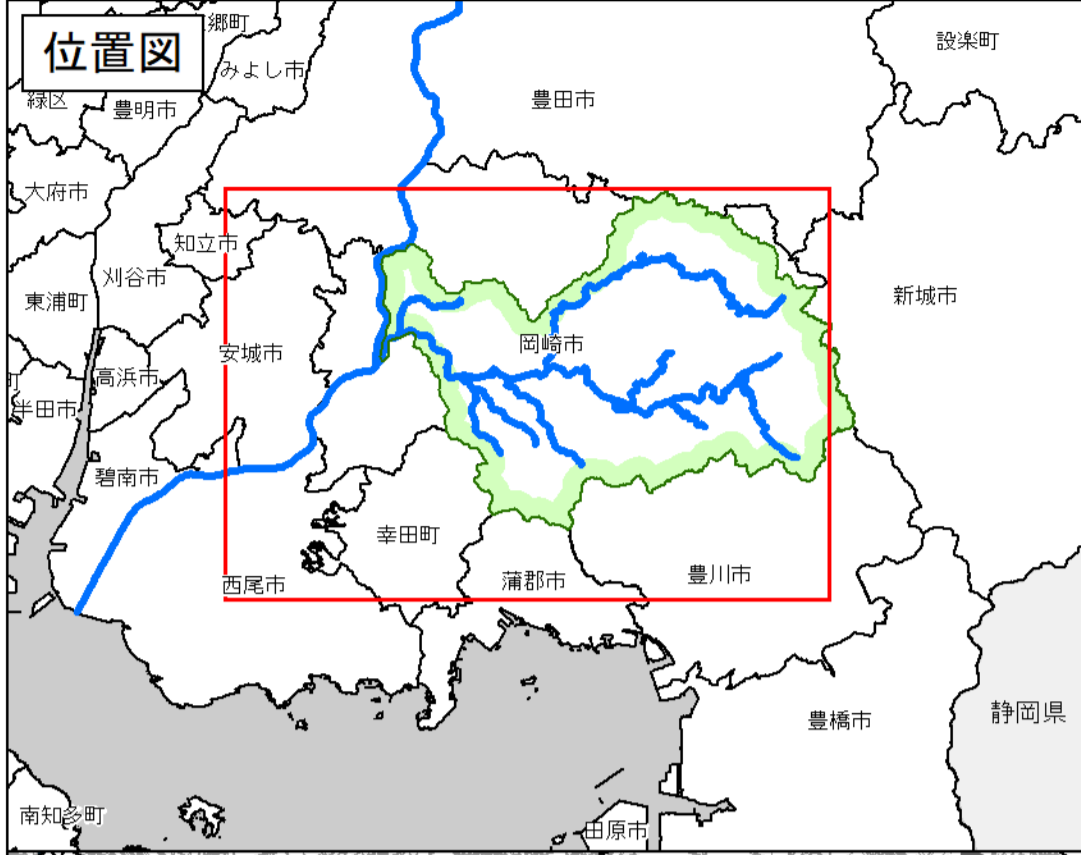 位置図
郷町
みよし市
設楽町
緑区
豊明市
豊田市
大府市
知立市
刈谷市
東浦町
新城市
岡崎市
安城市
高浜市
町
半田市
碧南市
幸田町
西尾市
蒲郡市
豊川市
豊橋市
静岡県
南知多町
田原市